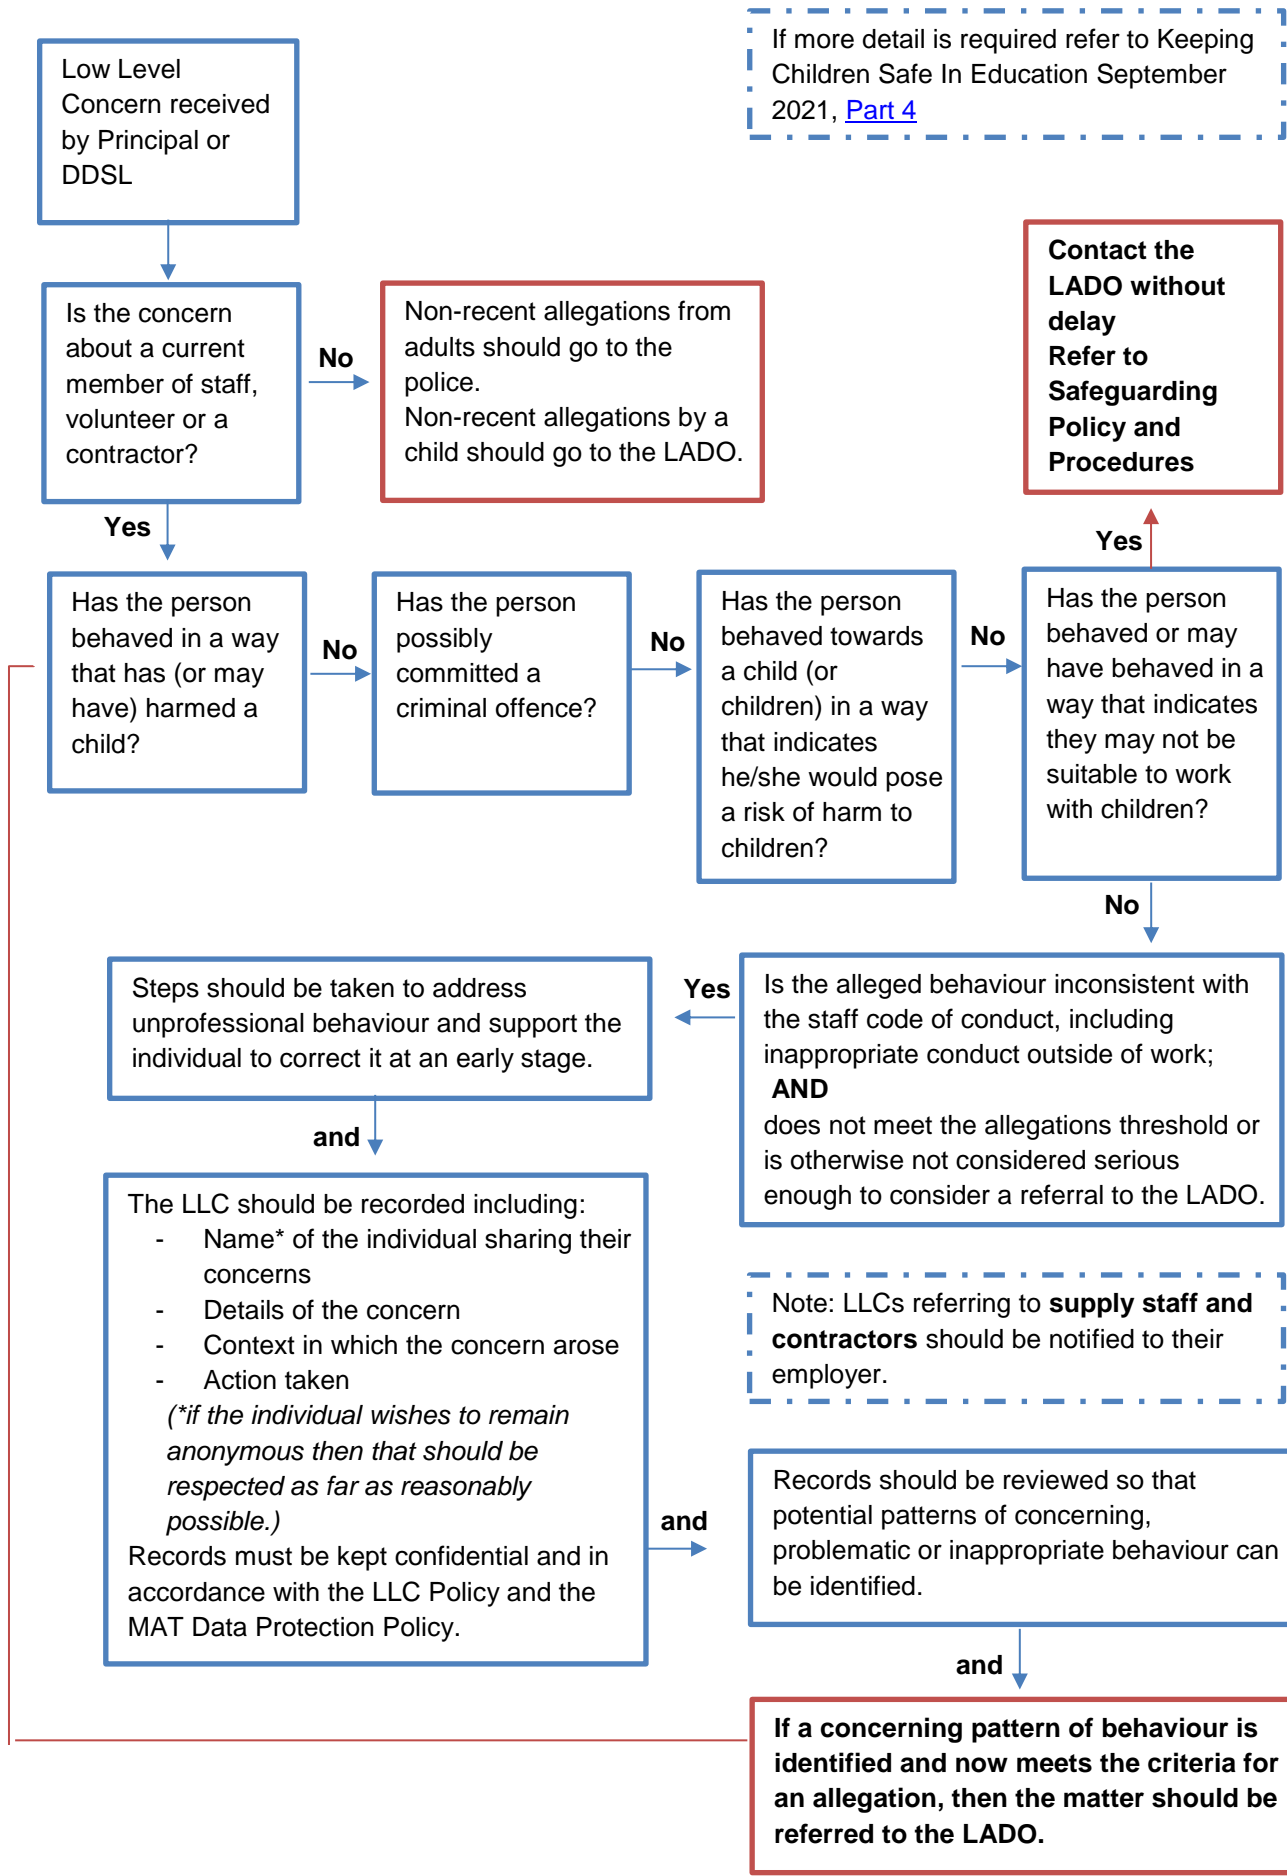 If more detail is required refer to Keeping
Children Safe In Education September
2021, Part 4
Low Level
Concern received
by Principal or
DDSL
Contact the
LADO without
delay
Refer to
Safeguarding
Policy and
Procedures
Is the concern
about a current
member of staff,
volunteer or a
contractor?
No
Non-recent allegations from
adults should go to the
police.
Non-recent allegations by a
child should go to the LADO.
Yes
Yes
Has the person
behaved in a way
that has (or may
have) harmed a
child?
No
Has the person
possibly
committed a
criminal offence?
No
Has the person
behaved towards
a child (or
children) in a way
that indicates
he/she would pose
a risk of harm to
children?
No
Has the person
behaved or may
have behaved in a
way that indicates
they may not be
suitable to work
with children?
No
Is the alleged behaviour inconsistent with
the staff code of conduct, including
inappropriate conduct outside of work;
AND
does not meet the allegations threshold or
is otherwise not considered serious
enough to consider a referral to the LADO.
Yes
Steps should be taken to address
unprofessional behaviour and support the
individual to correct it at an early stage.
and
The LLC should be recorded including:
- Name* of the individual sharing their
concerns
- Details of the concern
- Context in which the concern arose
- Action taken
(*if the individual wishes to remain
anonymous then that should be
respected as far as reasonably
possible.)
Records must be kept confidential and in
accordance with the LLC Policy and the
MAT Data Protection Policy.
Note: LLCs referring to supply staff and
contractors should be notified to their
employer.
and
Records should be reviewed so that
potential patterns of concerning,
problematic or inappropriate behaviour can
be identified.
and
If a concerning pattern of behaviour is
identified and now meets the criteria for
an allegation, then the matter should be
referred to the LADO.